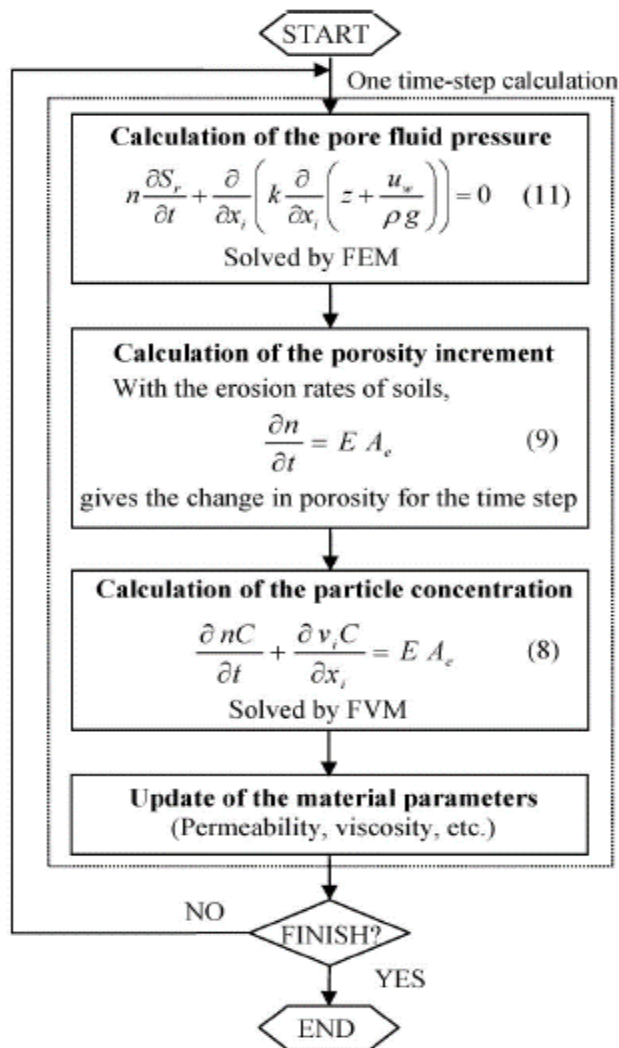 START
One time-step calculation
Calculation of the pore fluid pressure
n ∂S_r/∂t + ∂/∂x_i ( k ∂/∂x_i ( z + u_w/ρg ) ) = 0 (11)
Solved by FEM
Calculation of the porosity increment
With the erosion rates of soils,
∂n/∂t = E A_e (9)
gives the change in porosity for the time step
Calculation of the particle concentration
∂nC/∂t + ∂v_iC/∂x_i = E A_e (8)
Solved by FVM
Update of the material parameters
(Permeability, viscosity, etc.)
NO
FINISH?
YES
END